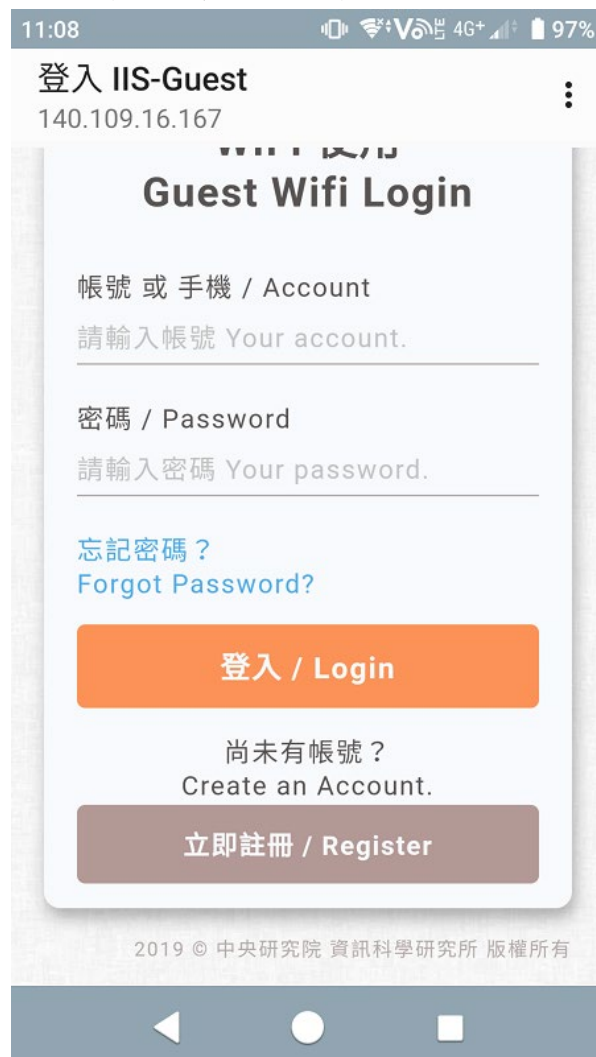 11:08 4G+ 97%
登入 IIS-Guest
140.109.16.167
WiFi 使用
Guest Wifi Login
帳號 或 手機 / Account
請輸入帳號 Your account.
密碼 / Password
請輸入密碼 Your password.
忘記密碼？
Forgot Password?
登入 / Login
尚未有帳號？
Create an Account.
立即註冊 / Register
2019 © 中央研究院 資訊科學研究所 版權所有